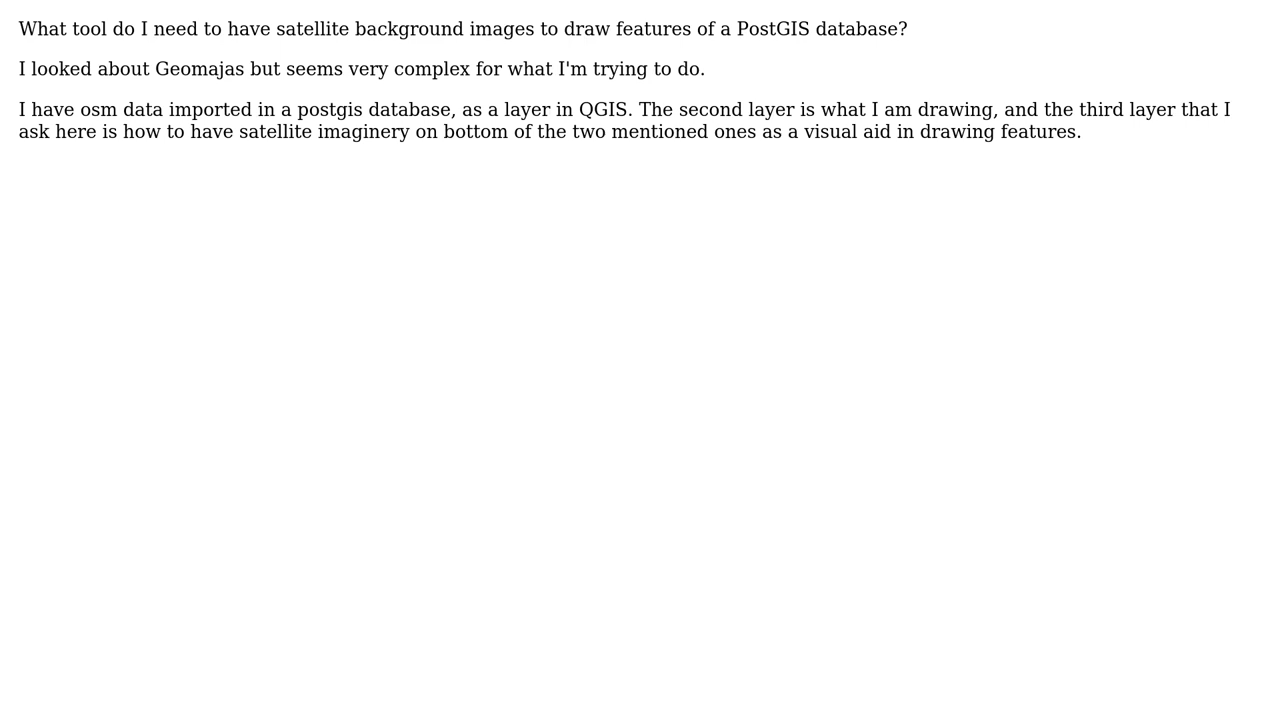 What tool do I need to have satellite background images to draw features of a PostGIS database?
I looked about Geomajas but seems very complex for what I'm trying to do.
I have osm data imported in a postgis database, as a layer in QGIS. The second layer is what I am drawing, and the third layer that I
ask here is how to have satellite imaginery on bottom of the two mentioned ones as a visual aid in drawing features.